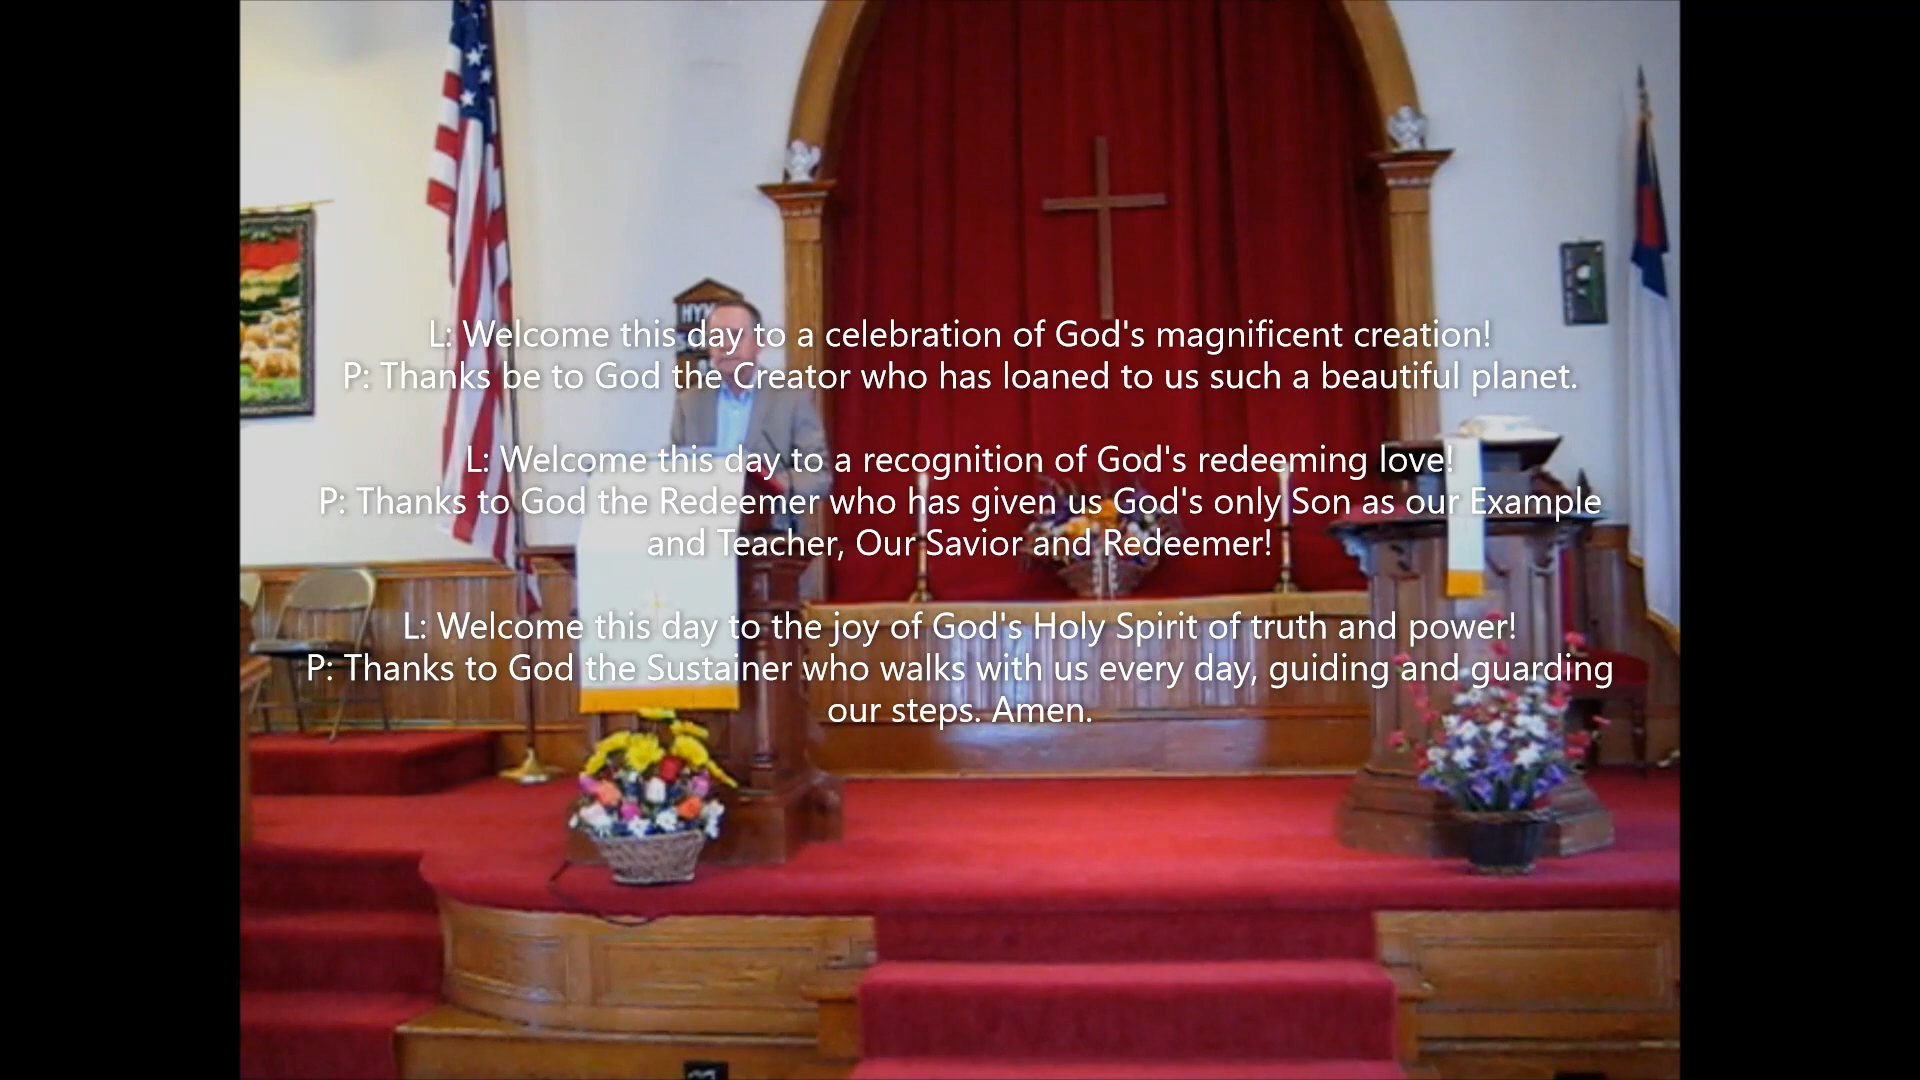 HYM
L: Welcome this day to a celebration of God's magnificent creation!
P: Thanks be to God the Creator who has loaned to us such a beautiful planet.
L: Welcome this day to a recognition of God's redeeming love!
P: Thanks to God the Redeemer who has given us God's only Son as our Example
and Teacher, Our Savior and Redeemer!
L: Welcome this day to the joy of God's Holy Spirit of truth and power!
P: Thanks to God the Sustainer who walks with us every day, guiding and guarding
our steps. Amen.